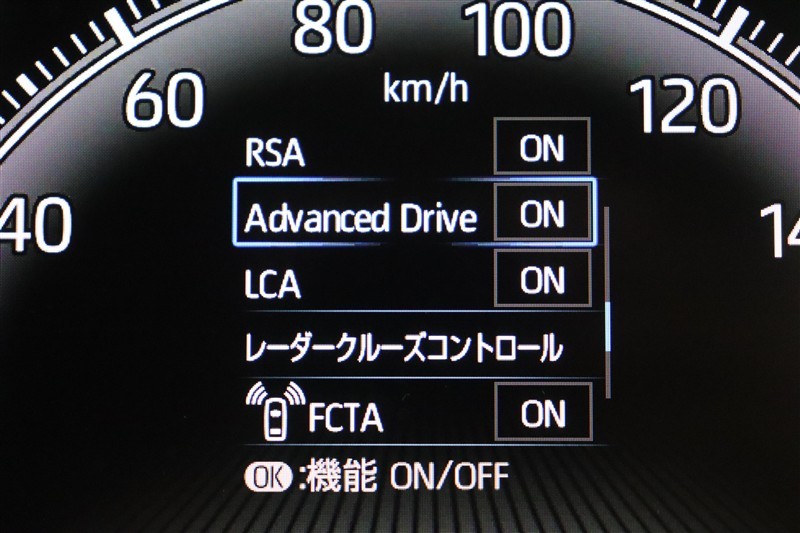 80 100
60 km/h 120
40 14
RSA ON
Advanced Drive ON
LCA ON
レーダークルーズコントロール
FCTA ON
OK:機能 ON/OFF